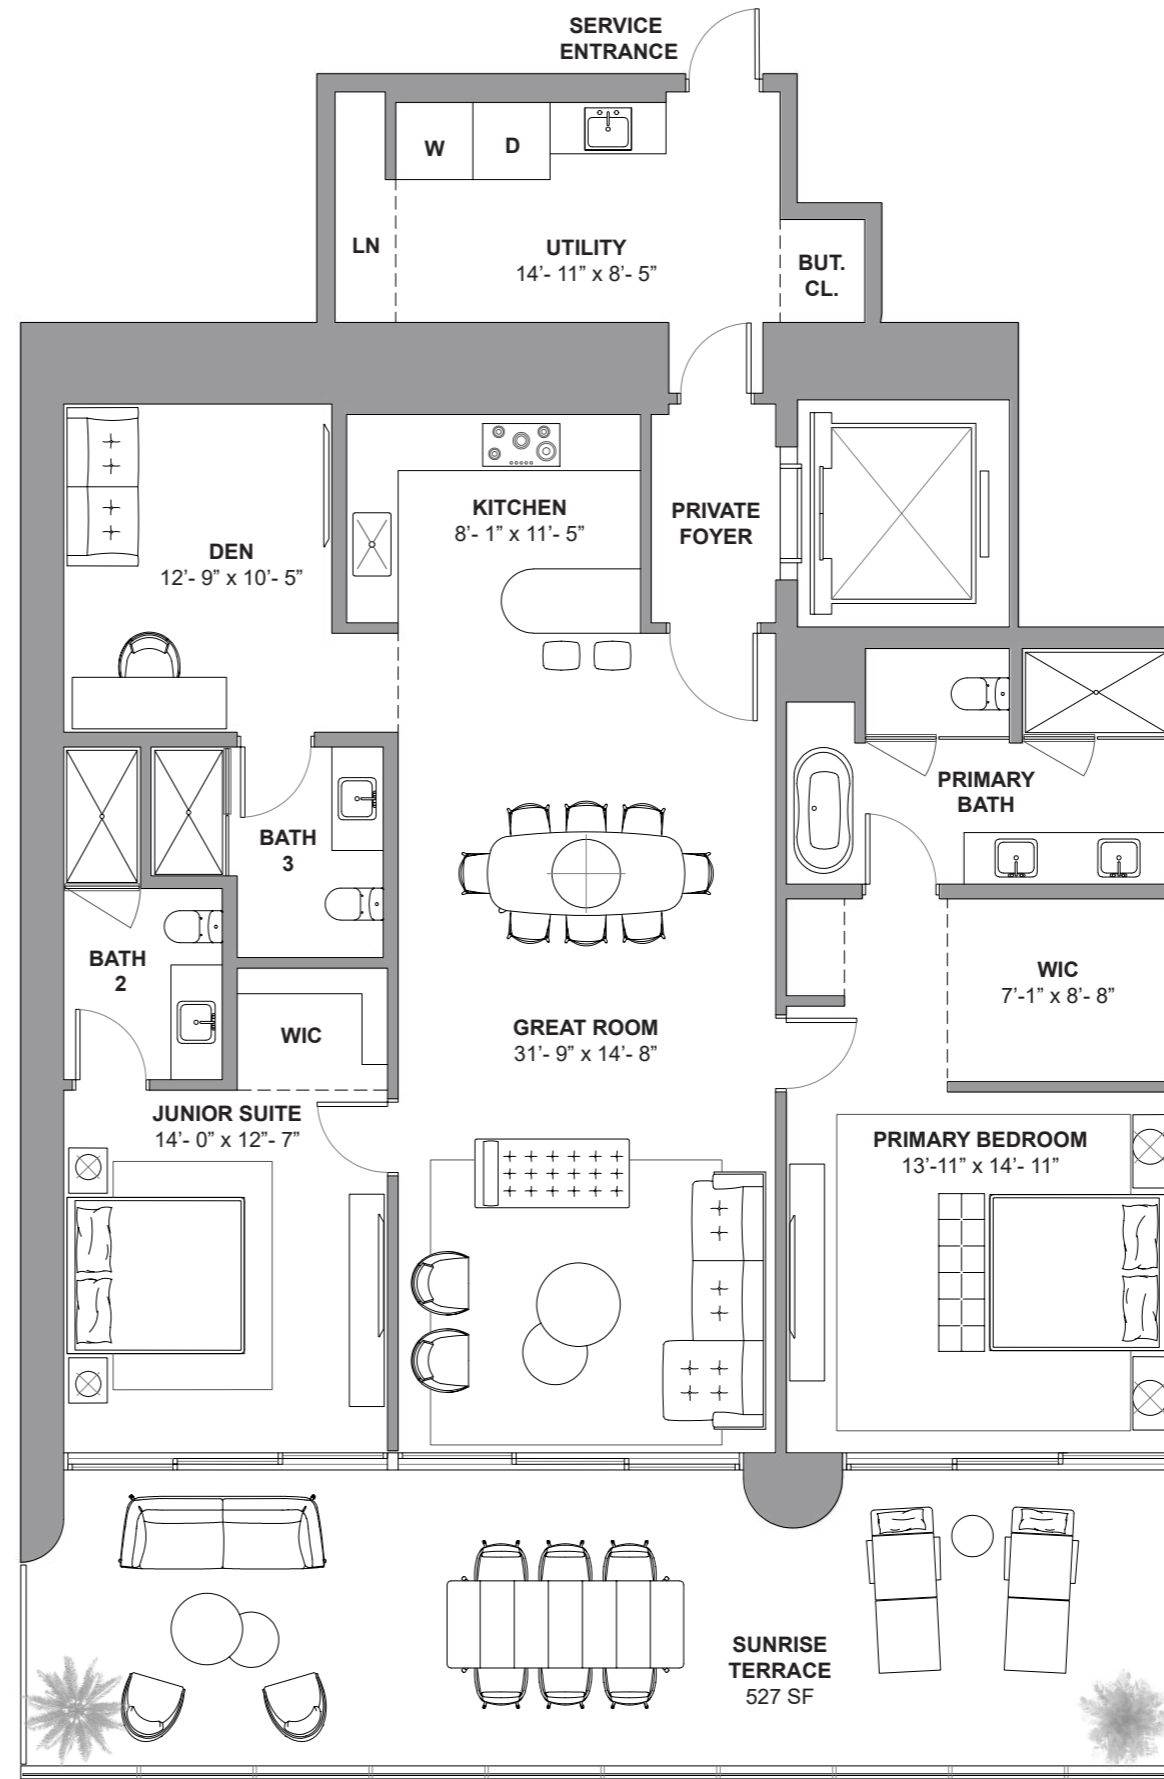 SERVICE
ENTRANCE
W
D
LN
UTILITY
14’- 11” x 8’- 5”
BUT.
CL.
KITCHEN
8’- 1” x 11’- 5”
PRIVATE
FOYER
DEN
12’- 9” x 10’- 5”
PRIMARY
BATH
BATH
3
BATH
2
WIC
7’-1” x 8’- 8”
GREAT ROOM
31’- 9” x 14’- 8”
WIC
JUNIOR SUITE
14’- 0” x 12”- 7”
PRIMARY BEDROOM
13’-11” x 14’- 11”
SUNRISE
TERRACE
527 SF